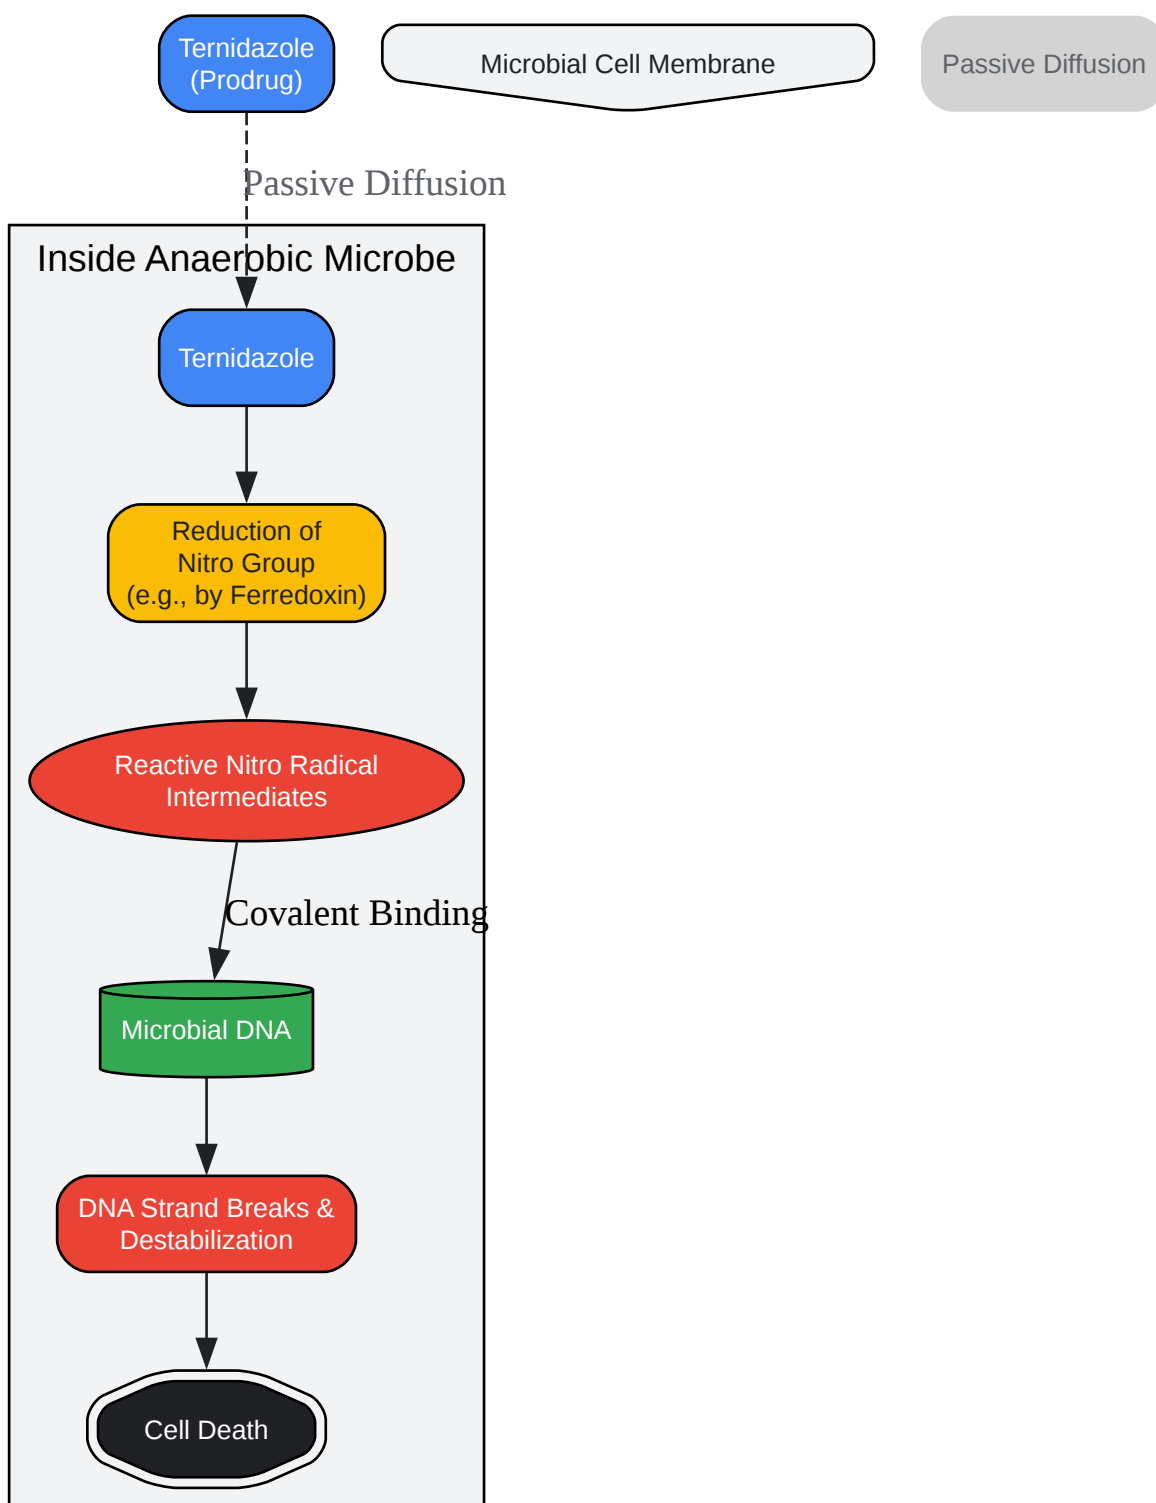 Ternidazole
(Prodrug)
Microbial Cell Membrane
Passive Diffusion
Passive Diffusion
Inside Anaerobic Microbe
Ternidazole
Reduction of
Nitro Group
(e.g., by Ferredoxin)
Reactive Nitro Radical
Intermediates
Covalent Binding
Microbial DNA
DNA Strand Breaks &
Destabilization
Cell Death